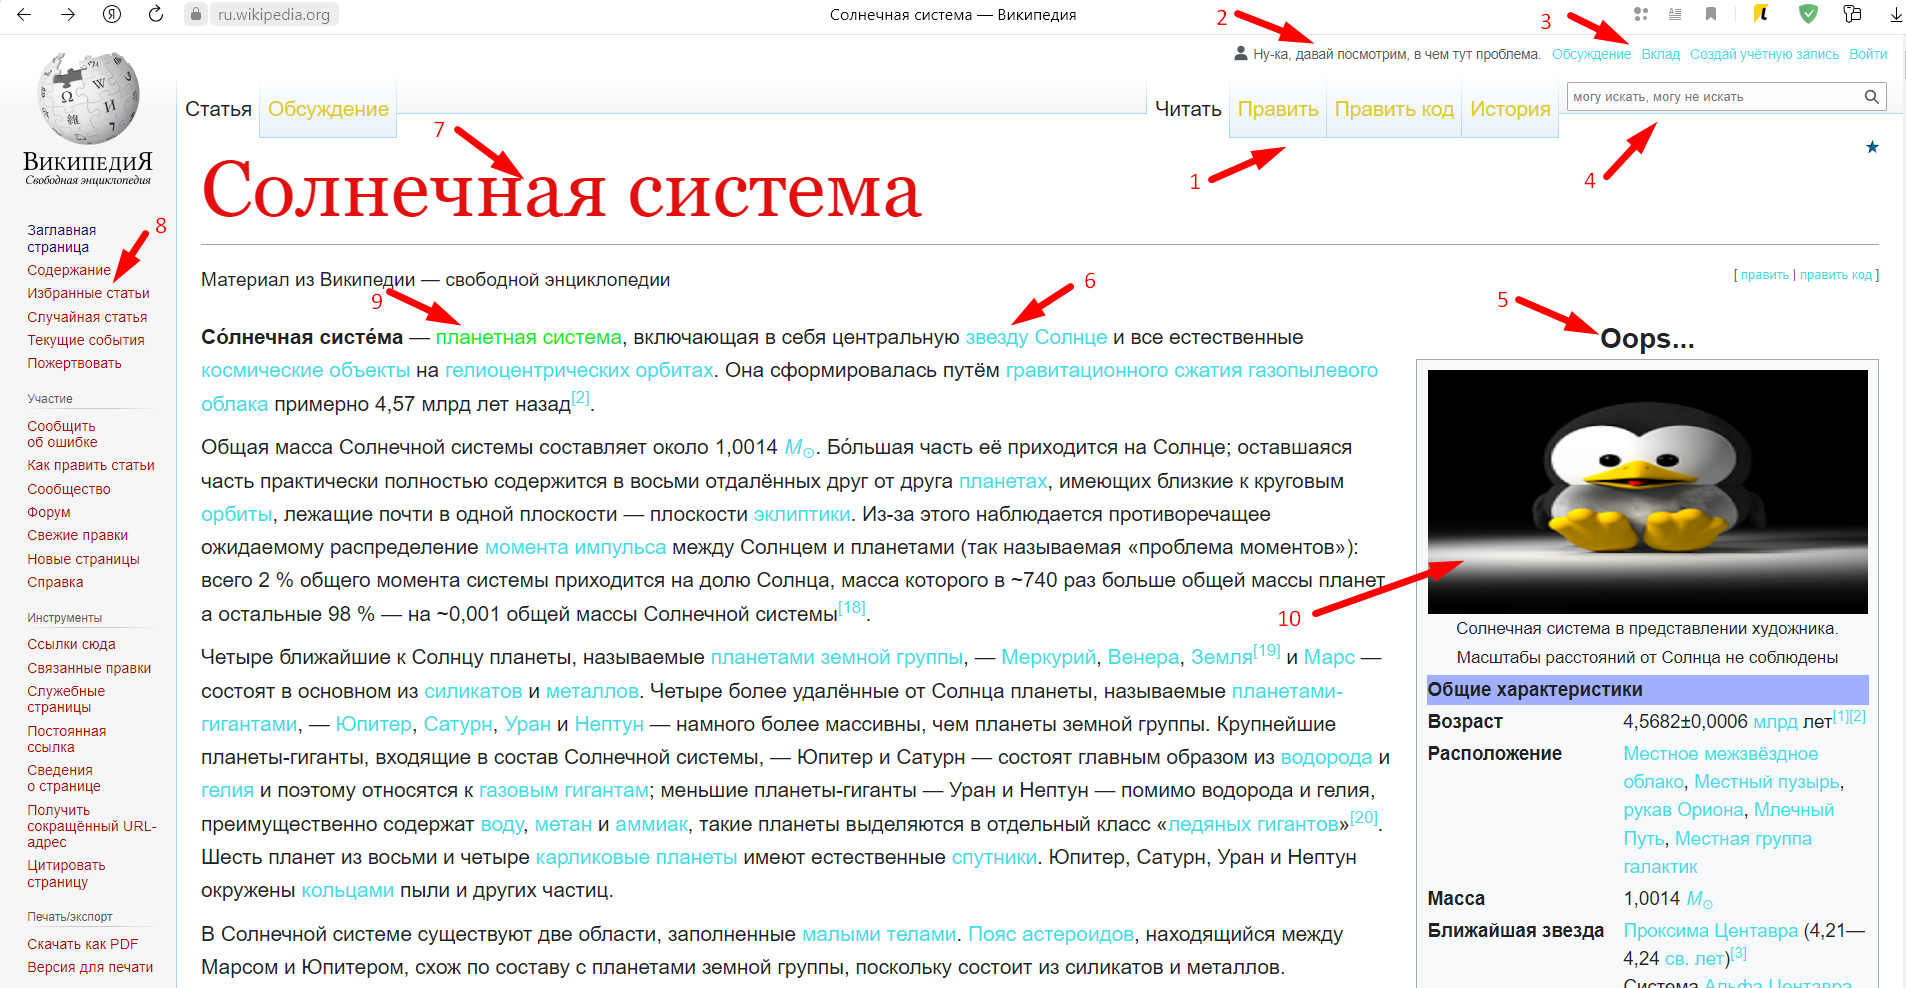 ru.wikipedia.org
Солнечная система — Википедия
2
3
Ну-ка, давай посмотрим, в чем тут проблема. Обсуждение Вклад Создай учётную запись Войти
ВикипедиЯ
Свободная энциклопедия
Статья Обсуждение
Читать Править Править код История
могу искать, могу не искать
7
1
4
Солнечная система
8
Заглавная
страница
Содержание
Избранные статьи
Случайная статья
Текущие события
Пожертвовать
Участие
Сообщить
об ошибке
Как править статьи
Сообщество
Форум
Свежие правки
Новые страницы
Справка
Инструменты
Ссылки сюда
Связанные правки
Служебные
страницы
Постоянная
ссылка
Сведения
о странице
Получить
сокращённый URL-
адрес
Цитировать
страницу
Печать/экспорт
Скачать как PDF
Версия для печати
Материал из Википедии — свободной энциклопедии
[ править | править код ]
9
6
5
Со́лнечная систе́ма — планетная система, включающая в себя центральную звезду Солнце и все естественные
космические объекты на гелиоцентрических орбитах. Она сформировалась путём гравитационного сжатия газопылевого
облака примерно 4,57 млрд лет назад[2].
Общая масса Солнечной системы составляет около 1,0014 M☉. Бо́льшая часть её приходится на Солнце; оставшаяся
часть практически полностью содержится в восьми отдалённых друг от друга планетах, имеющих близкие к круговым
орбиты, лежащие почти в одной плоскости — плоскости эклиптики. Из-за этого наблюдается противоречащее
ожидаемому распределение момента импульса между Солнцем и планетами (так называемая «проблема моментов»):
всего 2 % общего момента системы приходится на долю Солнца, масса которого в ~740 раз больше общей массы планет
а остальные 98 % — на ~0,001 общей массы Солнечной системы[18].
10
Четыре ближайшие к Солнцу планеты, называемые планетами земной группы, — Меркурий, Венера, Земля[19] и Марс —
состоят в основном из силикатов и металлов. Четыре более удалённые от Солнца планеты, называемые планетами-
гигантами, — Юпитер, Сатурн, Уран и Нептун — намного более массивны, чем планеты земной группы. Крупнейшие
планеты-гиганты, входящие в состав Солнечной системы, — Юпитер и Сатурн — состоят главным образом из водорода и
гелия и поэтому относятся к газовым гигантам; меньшие планеты-гиганты — Уран и Нептун — помимо водорода и гелия,
преимущественно содержат воду, метан и аммиак, такие планеты выделяются в отдельный класс «ледяных гигантов»[20].
Шесть планет из восьми и четыре карликовые планеты имеют естественные спутники. Юпитер, Сатурн, Уран и Нептун
окружены кольцами пыли и других частиц.
В Солнечной системе существуют две области, заполненные малыми телами. Пояс астероидов, находящийся между
Марсом и Юпитером, схож по составу с планетами земной группы, поскольку состоит из силикатов и металлов.
Oops...
Солнечная система в представлении художника.
Масштабы расстояний от Солнца не соблюдены
Общие характеристики
Возраст 4,5682±0,0006 млрд лет[1][2]
Расположение Местное межзвёздное
облако, Местный пузырь,
рукав Ориона, Млечный
Путь, Местная группа
галактик
Масса 1,0014 M☉
Ближайшая звезда Проксима Центавра (4,21—
4,24 св. лет)[3]
Система Альфа Центавра